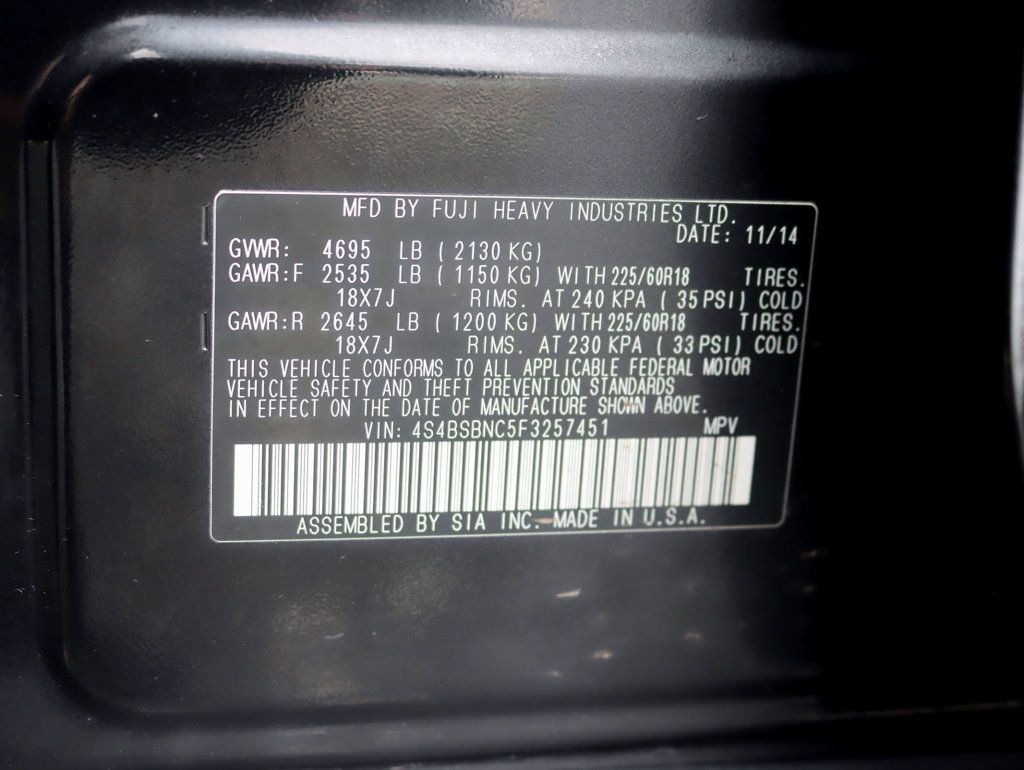 MFD BY FUJI HEAVY INDUSTRIES LTD.
DATE: 11/14
GVWR: 4695 LB ( 2130 KG)
GAWR:F 2535 LB ( 1150 KG) WITH 225/60R18 TIRES.
18X7J RIMS. AT 240 KPA ( 35 PSI) COLD
GAWR:R 2645 LB ( 1200 KG) WITH 225/60R18 TIRES.
18X7J RIMS. AT 230 KPA ( 33 PSI) COLD
THIS VEHICLE CONFORMS TO ALL APPLICABLE FEDERAL MOTOR
VEHICLE SAFETY AND THEFT PREVENTION STANDARDS
IN EFFECT ON THE DATE OF MANUFACTURE SHOWN ABOVE.
VIN: 4S4BSBNC5F3257451 MPV
ASSEMBLED BY SIA INC. MADE IN U.S.A.